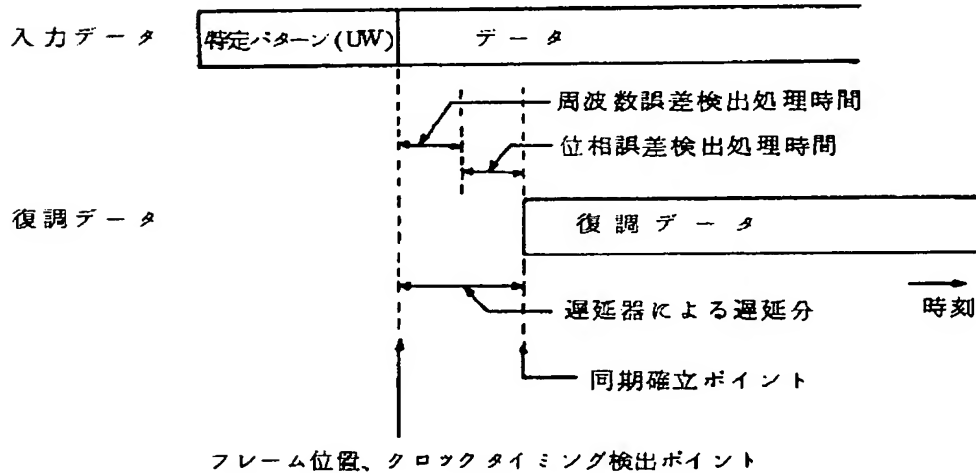 入力データ
特定パターン(UW)
データ
周波数誤差検出処理時間
位相誤差検出処理時間
復調データ
復調データ
時刻
遅延器による遅延分
同期確立ポイント
フレーム位置、クロックタイミング検出ポイント